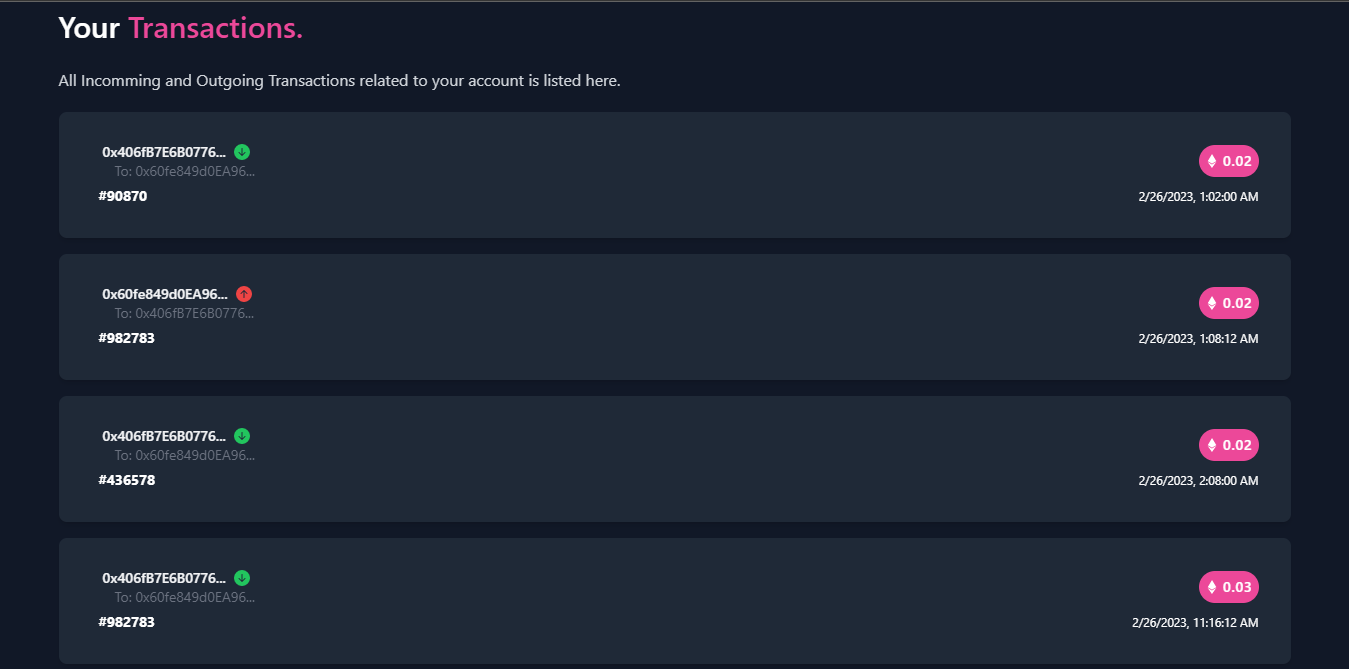 Your Transactions.
All Incomming and Outgoing Transactions related to your account is listed here.
0x406fB7E6B0776...
To: 0x60fe849d0EA96...
0.02
#90870
2/26/2023, 1:02:00 AM
0x60fe849d0EA96...
To: 0x406fB7E6B0776...
0.02
#982783
2/26/2023, 1:08:12 AM
0x406fB7E6B0776...
To: 0x60fe849d0EA96...
0.02
#436578
2/26/2023, 2:08:00 AM
0x406fB7E6B0776...
To: 0x60fe849d0EA96...
0.03
#982783
2/26/2023, 11:16:12 AM